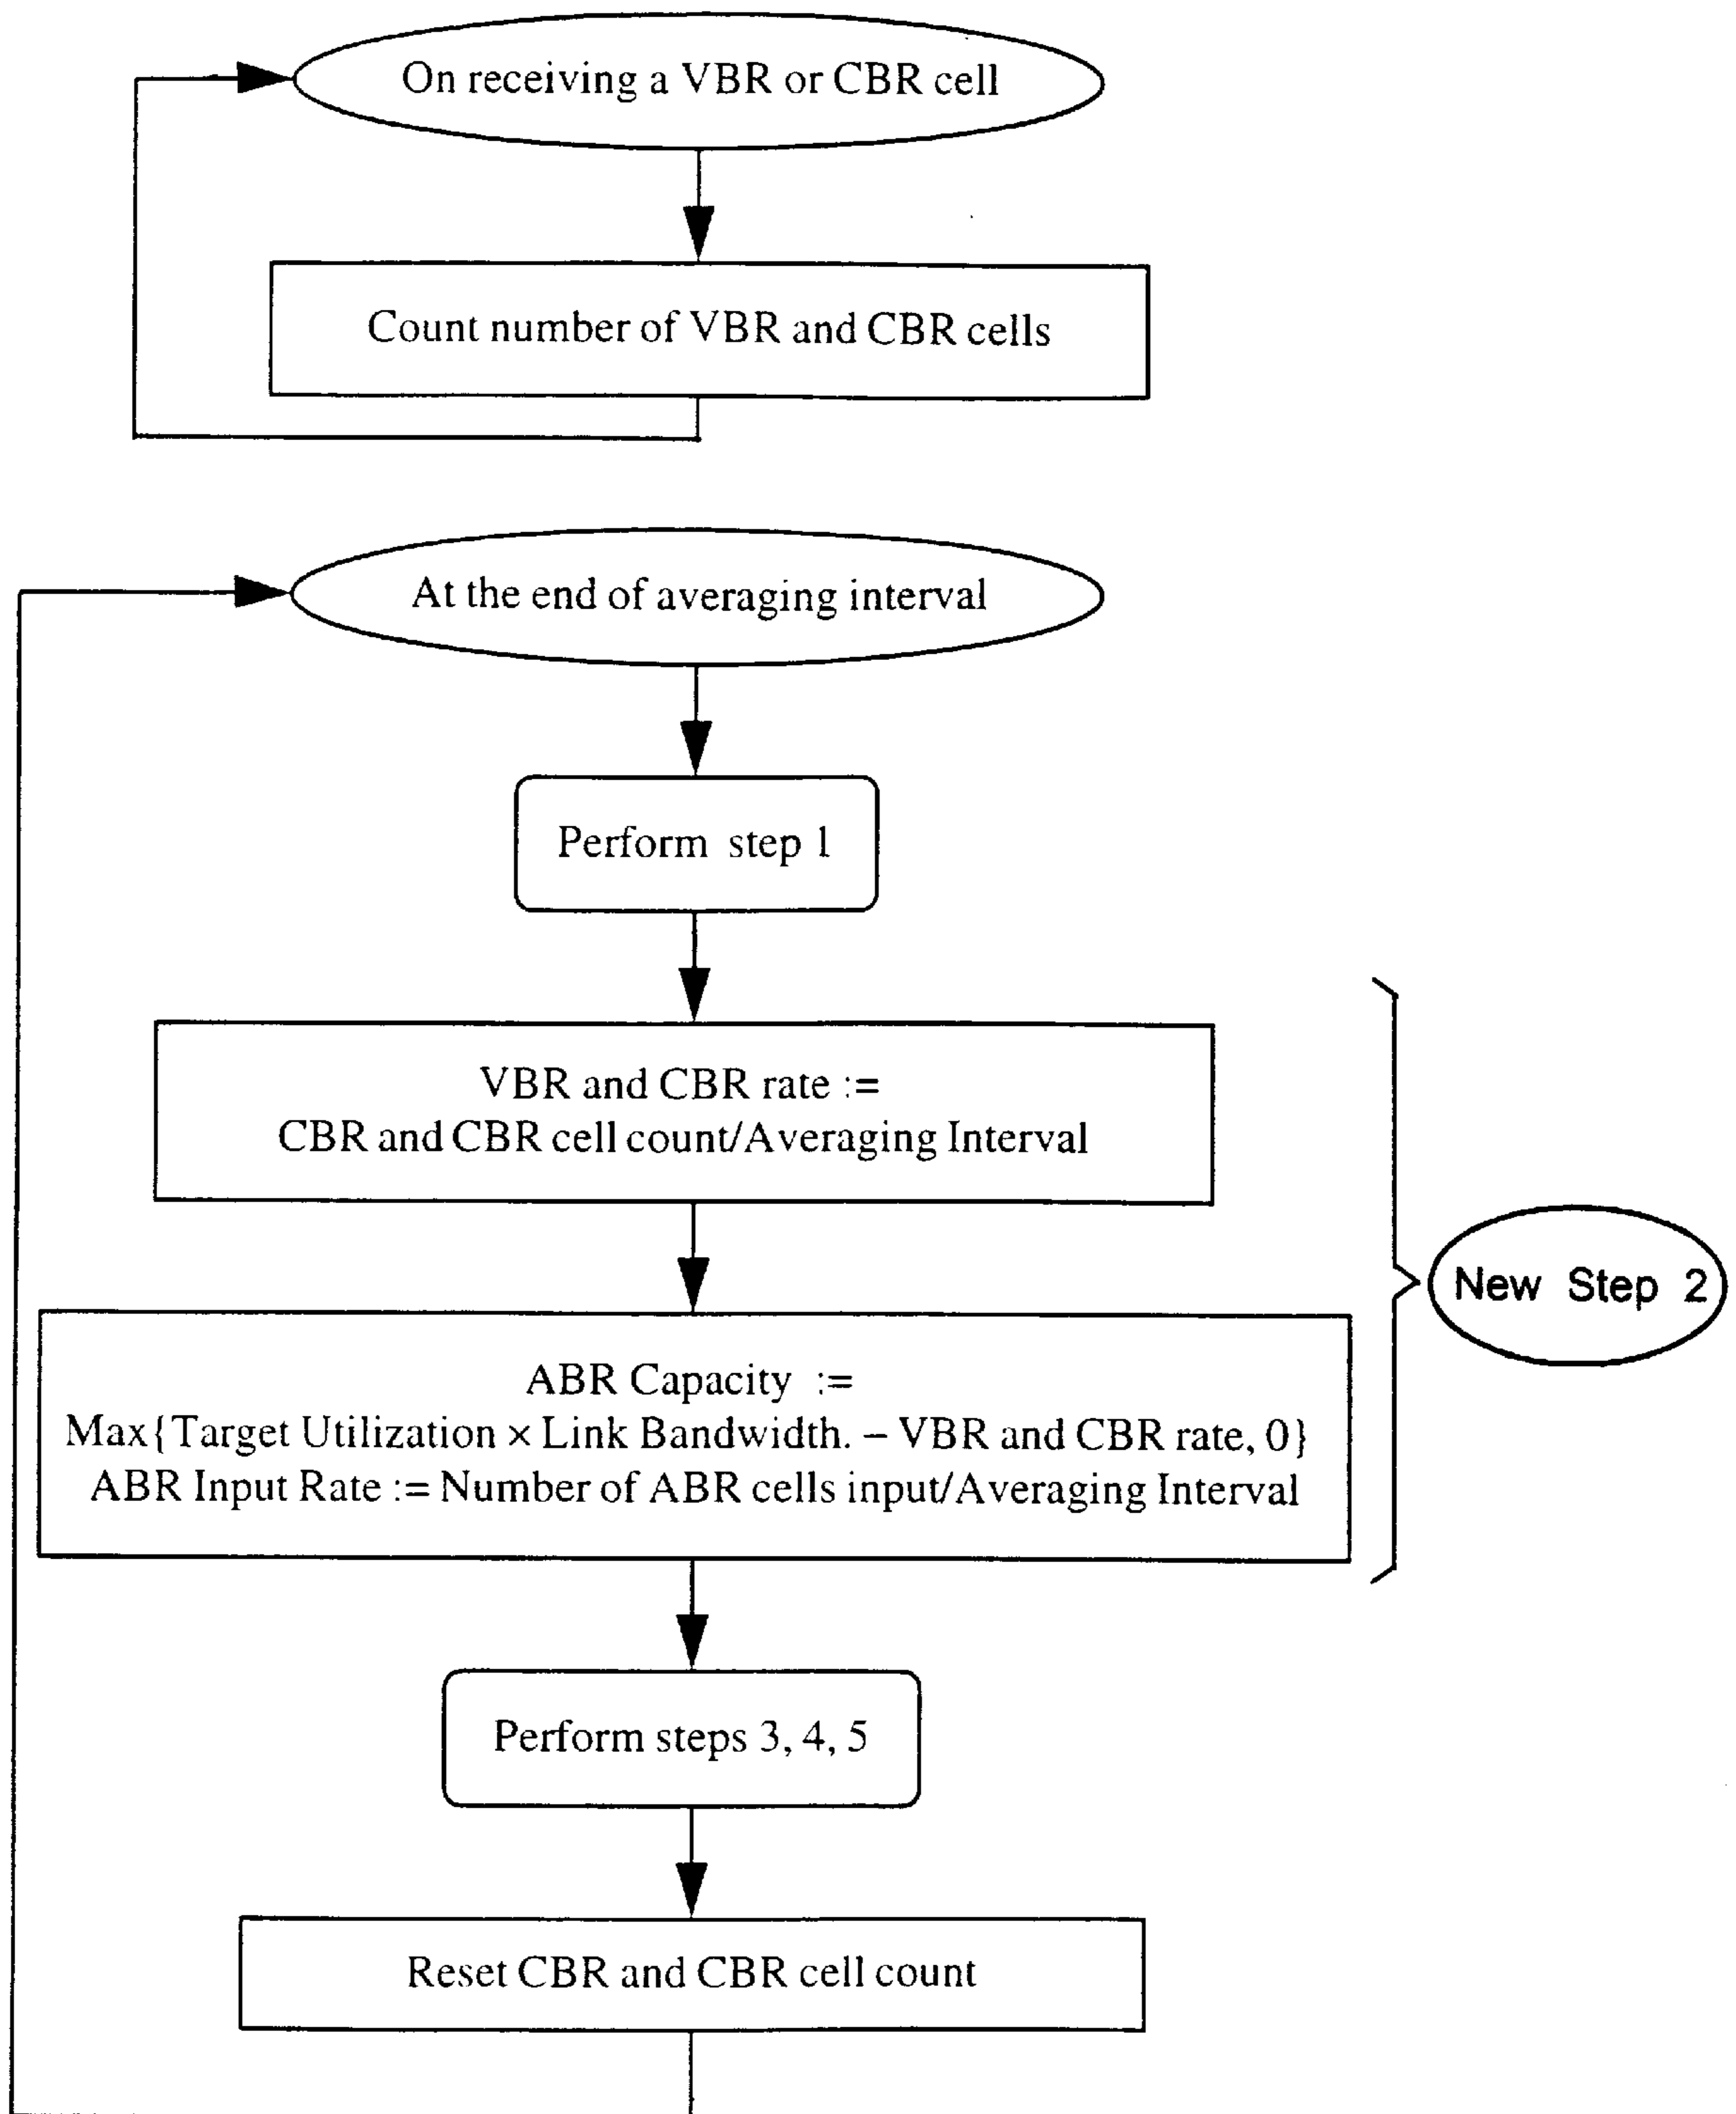 On receiving a VBR or CBR cell
Count number of VBR and CBR cells
At the end of averaging interval
Perform step 1
VBR and CBR rate :=
CBR and CBR cell count/Averaging Interval
New Step 2
ABR Capacity :=
Max{Target Utilization × Link Bandwidth. – VBR and CBR rate, 0}
ABR Input Rate := Number of ABR cells input/Averaging Interval
Perform steps 3, 4, 5
Reset CBR and CBR cell count